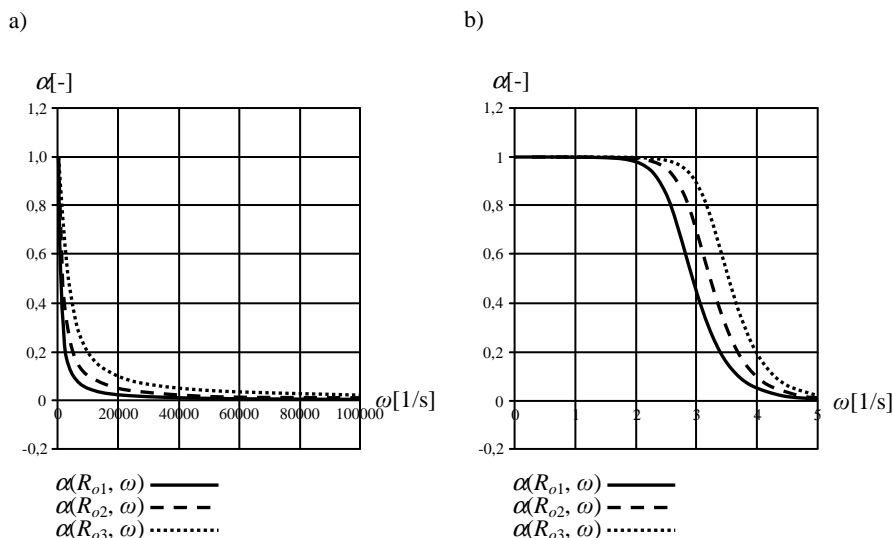 a)
α[-]
1,2
1,0
0,8
0,6
0,4
0,2
0
-0,2
0 20000 40000 60000 80000 100000 ω[1/s]
α(Ro1, ω)
α(Ro2, ω)
α(Ro3, ω)
b)
α[-]
1,2
1
0,8
0,6
0,4
0,2
0
-0,2
0 1 2 3 4 5 ω[1/s]
α(Ro1, ω)
α(Ro2, ω)
α(Ro3, ω)